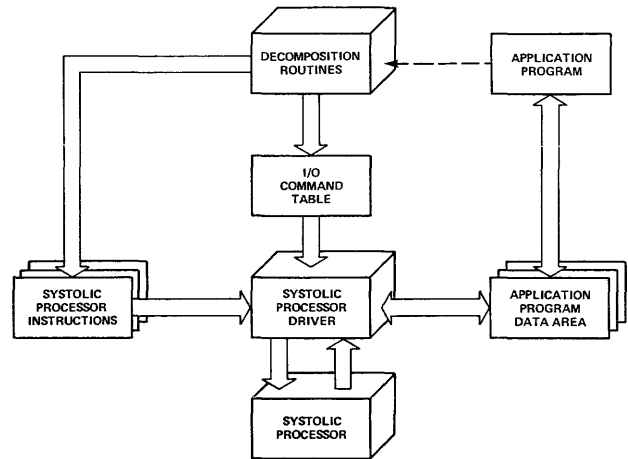 DECOMPOSITION
ROUTINES
APPLICATION
PROGRAM
I/O
COMMAND
TABLE
SYSTOLIC
PROCESSOR
INSTRUCTIONS
SYSTOLIC
PROCESSOR
DRIVER
APPLICATION
PROGRAM
DATA AREA
SYSTOLIC
PROCESSOR